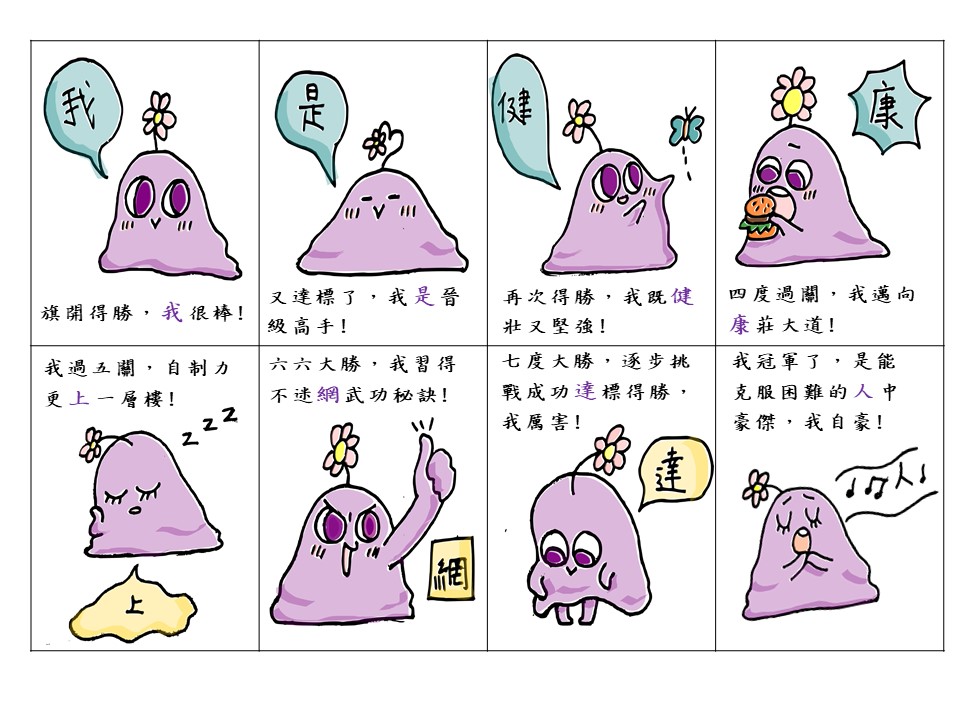 我
旗開得勝，我很棒!
是
又達標了，我是晉
級高手!
健
再次得勝，我既健
壯又堅強!
康
四度過關，我邁向
康莊大道!
我過五關，自制力
更上一層樓!
zzz
上
六六大勝，我習得
不迷網武功秘訣!
網
七度大勝，逐步挑
戰成功達標得勝，
我厲害!
達
我冠軍了，是能
克服困難的人中
豪傑，我自豪!
人